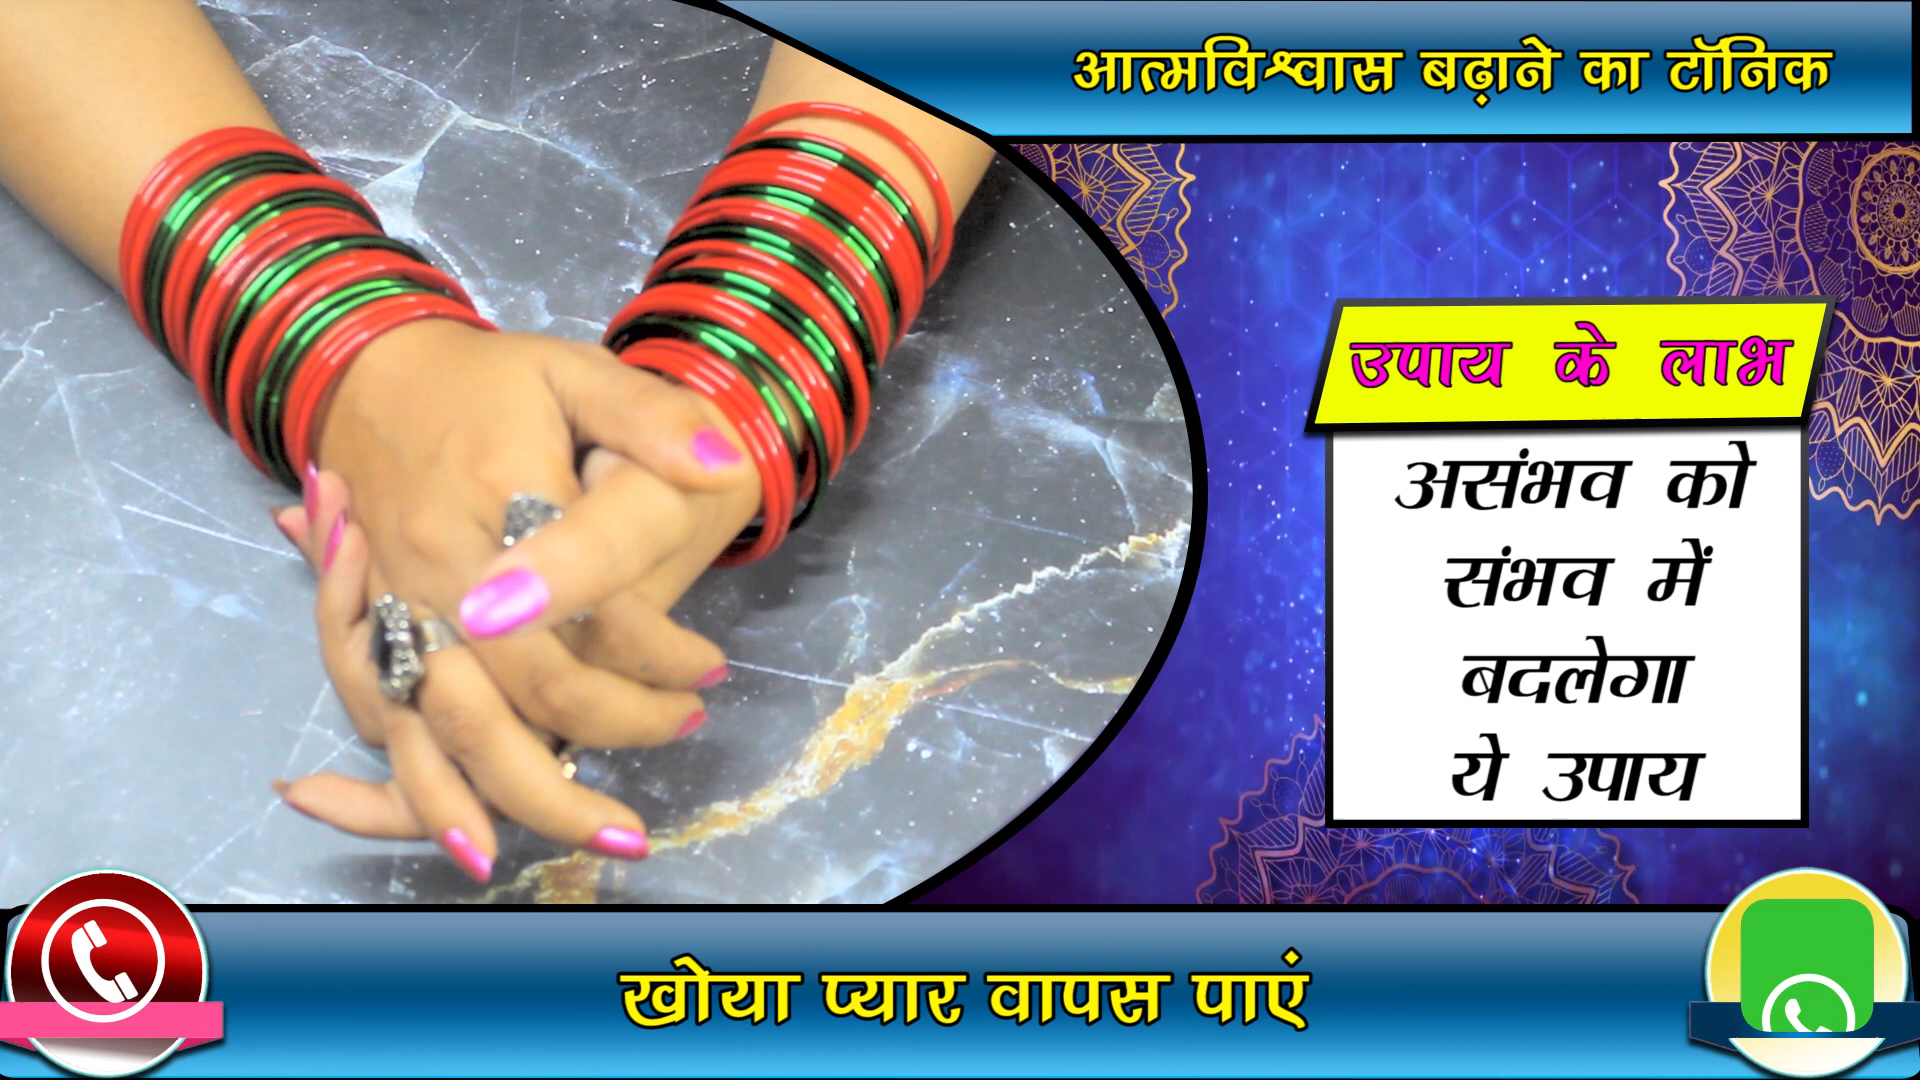 आत्मविश्वास बढ़ाने का टॉनिक
उपाय के लाभ
असंभव को
संभव में
बदलेगा
ये उपाय
खोया प्यार वापस पाएं